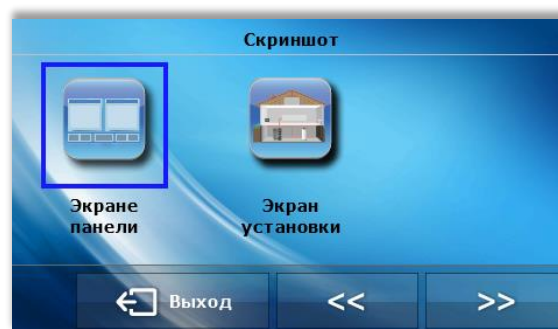 Скриншот
Экране
панели
Экран
установки
Выход
<<
>>